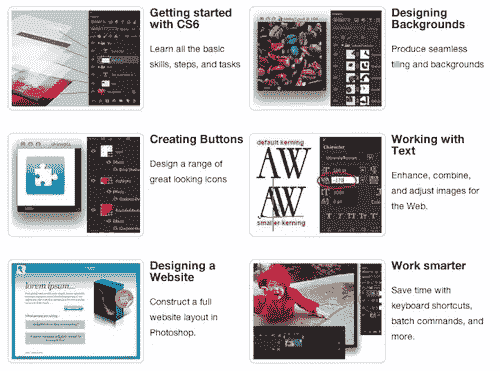 Getting started
with CS6
Learn all the basic
skills, steps, and tasks
Designing
Backgrounds
Produce seamless
tiling and backgrounds
Creating Buttons
Design a range of
great looking icons
default kerning
AW
AW
smaller kerning
Character
Working with
Text
Enhance, combine,
and adjust images for
the Web.
lorem ipsum...
Designing a
Website
Construct a full
website layout in
Photoshop.
Work smarter
Save time with
keyboard shortcuts,
batch commands, and
more.